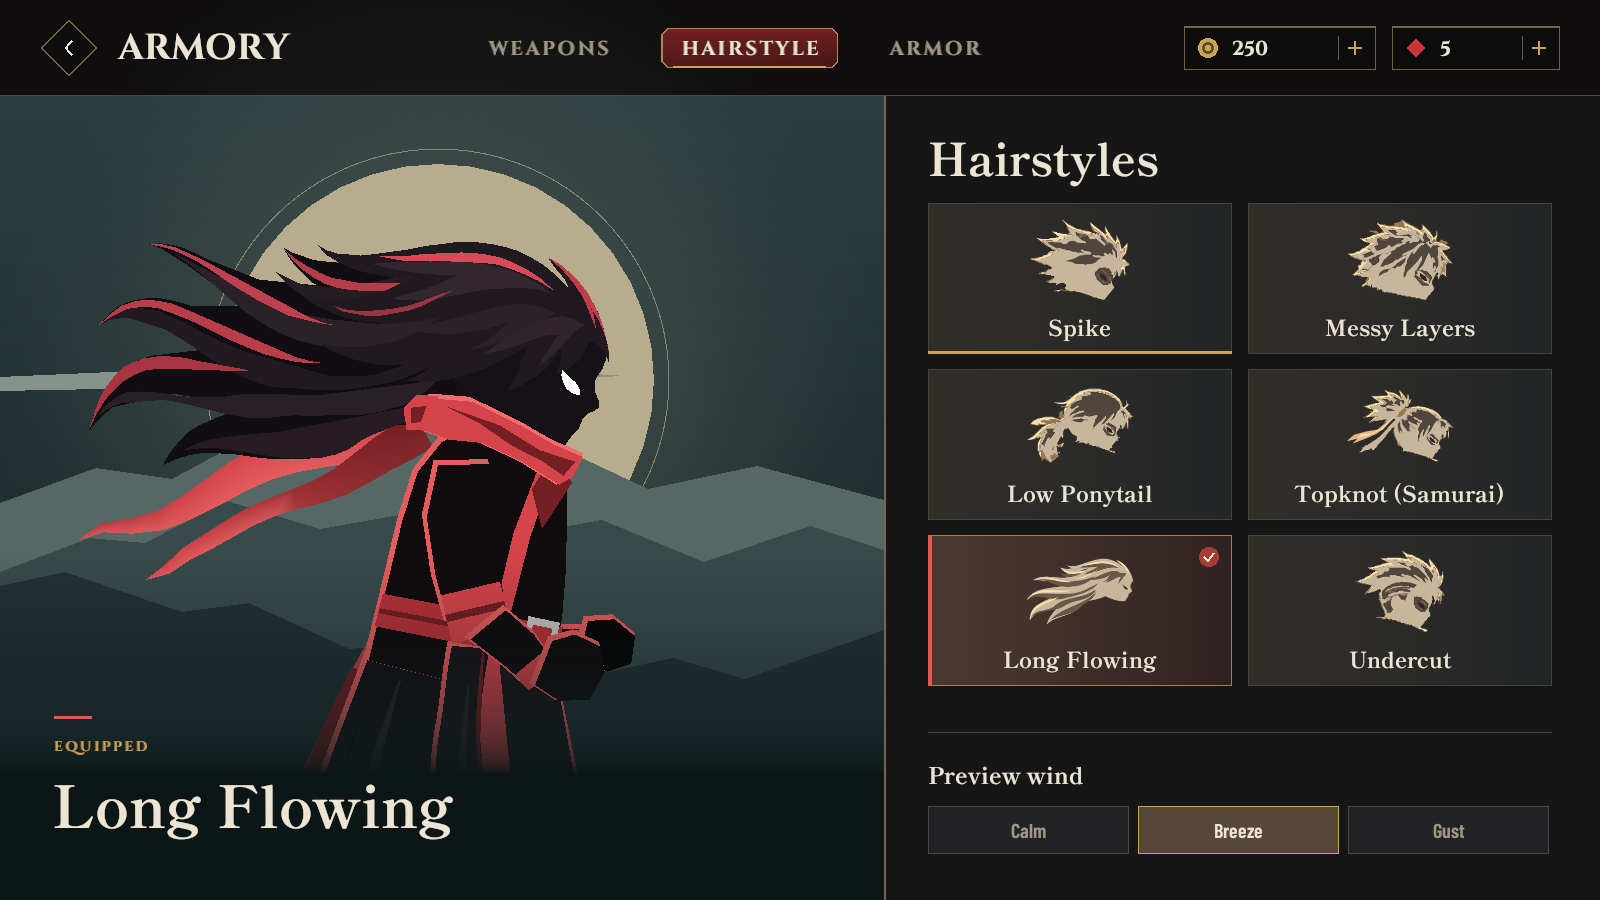 ARMORY
WEAPONS
HAIRSTYLE
ARMOR
250
5
Hairstyles
Spike
Messy Layers
Low Ponytail
Topknot (Samurai)
Long Flowing
Undercut
EQUIPPED
Long Flowing
Preview wind
Calm
Breeze
Gust